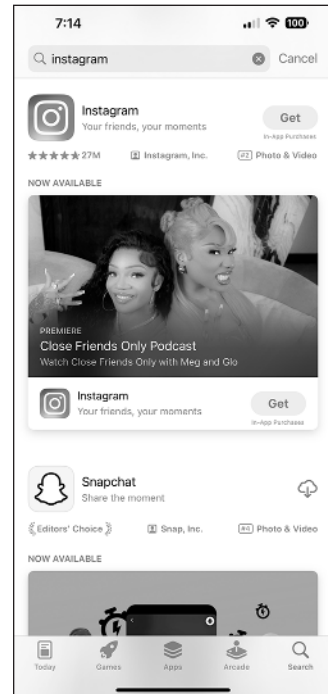 7:14
100
instagram
Cancel
Instagram
Your friends, your moments
Get
In-App Purchases
27M
Instagram, Inc.
#2
Photo & Video
NOW AVAILABLE
PREMIERE
Close Friends Only Podcast
Watch Close Friends Only with Meg and Glo
Instagram
Your friends, your moments
Get
In-App Purchases
Snapchat
Share the moment
Editors' Choice
Snap, Inc.
Photo & Video
NOW AVAILABLE
Today
Games
Apps
Arcade
Search